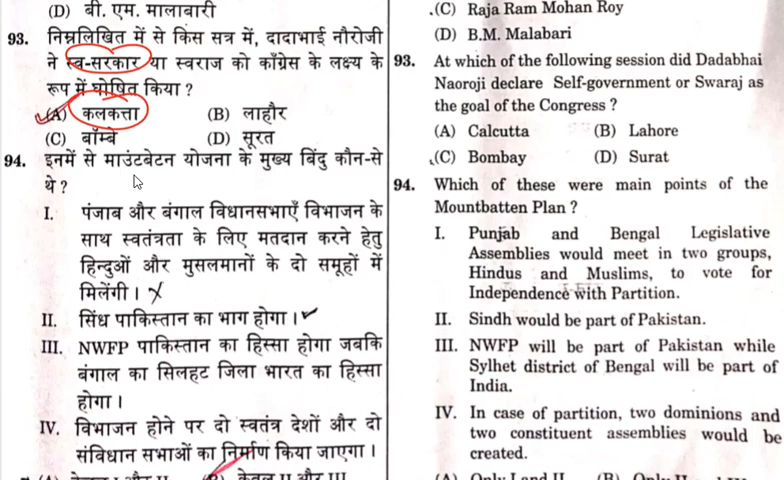 (D) बी. एम. मालाबारी
93. निम्नलिखित में से किस सत्र में, दादाभाई नौरोजी
ने स्व-सरकार या स्वराज को काँग्रेस के लक्ष्य के
रूप में घोषित किया ?
(A) कलकत्ता (B) लाहौर
(C) बॉम्बे (D) सूरत
94. इनमें से माउंटबेटन योजना के मुख्य बिंदु कौन-से
थे ?
I. पंजाब और बंगाल विधानसभाएँ विभाजन के
साथ स्वतंत्रता के लिए मतदान करने हेतु
हिन्दुओं और मुसलमानों के दो समूहों में
मिलेंगी ।
II. सिंध पाकिस्तान का भाग होगा ।
III. NWFP पाकिस्तान का हिस्सा होगा जबकि
बंगाल का सिलहट जिला भारत का हिस्सा
होगा ।
IV. विभाजन होने पर दो स्वतंत्र देशों और दो
संविधान सभाओं का निर्माण किया जाएगा ।
(C) Raja Ram Mohan Roy
(D) B.M. Malabari
93. At which of the following session did Dadabhai
Naoroji declare Self-government or Swaraj as
the goal of the Congress ?
(A) Calcutta (B) Lahore
(C) Bombay (D) Surat
94. Which of these were main points of the
Mountbatten Plan ?
I. Punjab and Bengal Legislative
Assemblies would meet in two groups,
Hindus and Muslims, to vote for
Independence with Partition.
II. Sindh would be part of Pakistan.
III. NWFP will be part of Pakistan while
Sylhet district of Bengal will be part of
India.
IV. In case of partition, two dominions and
two constituent assemblies would be
created.